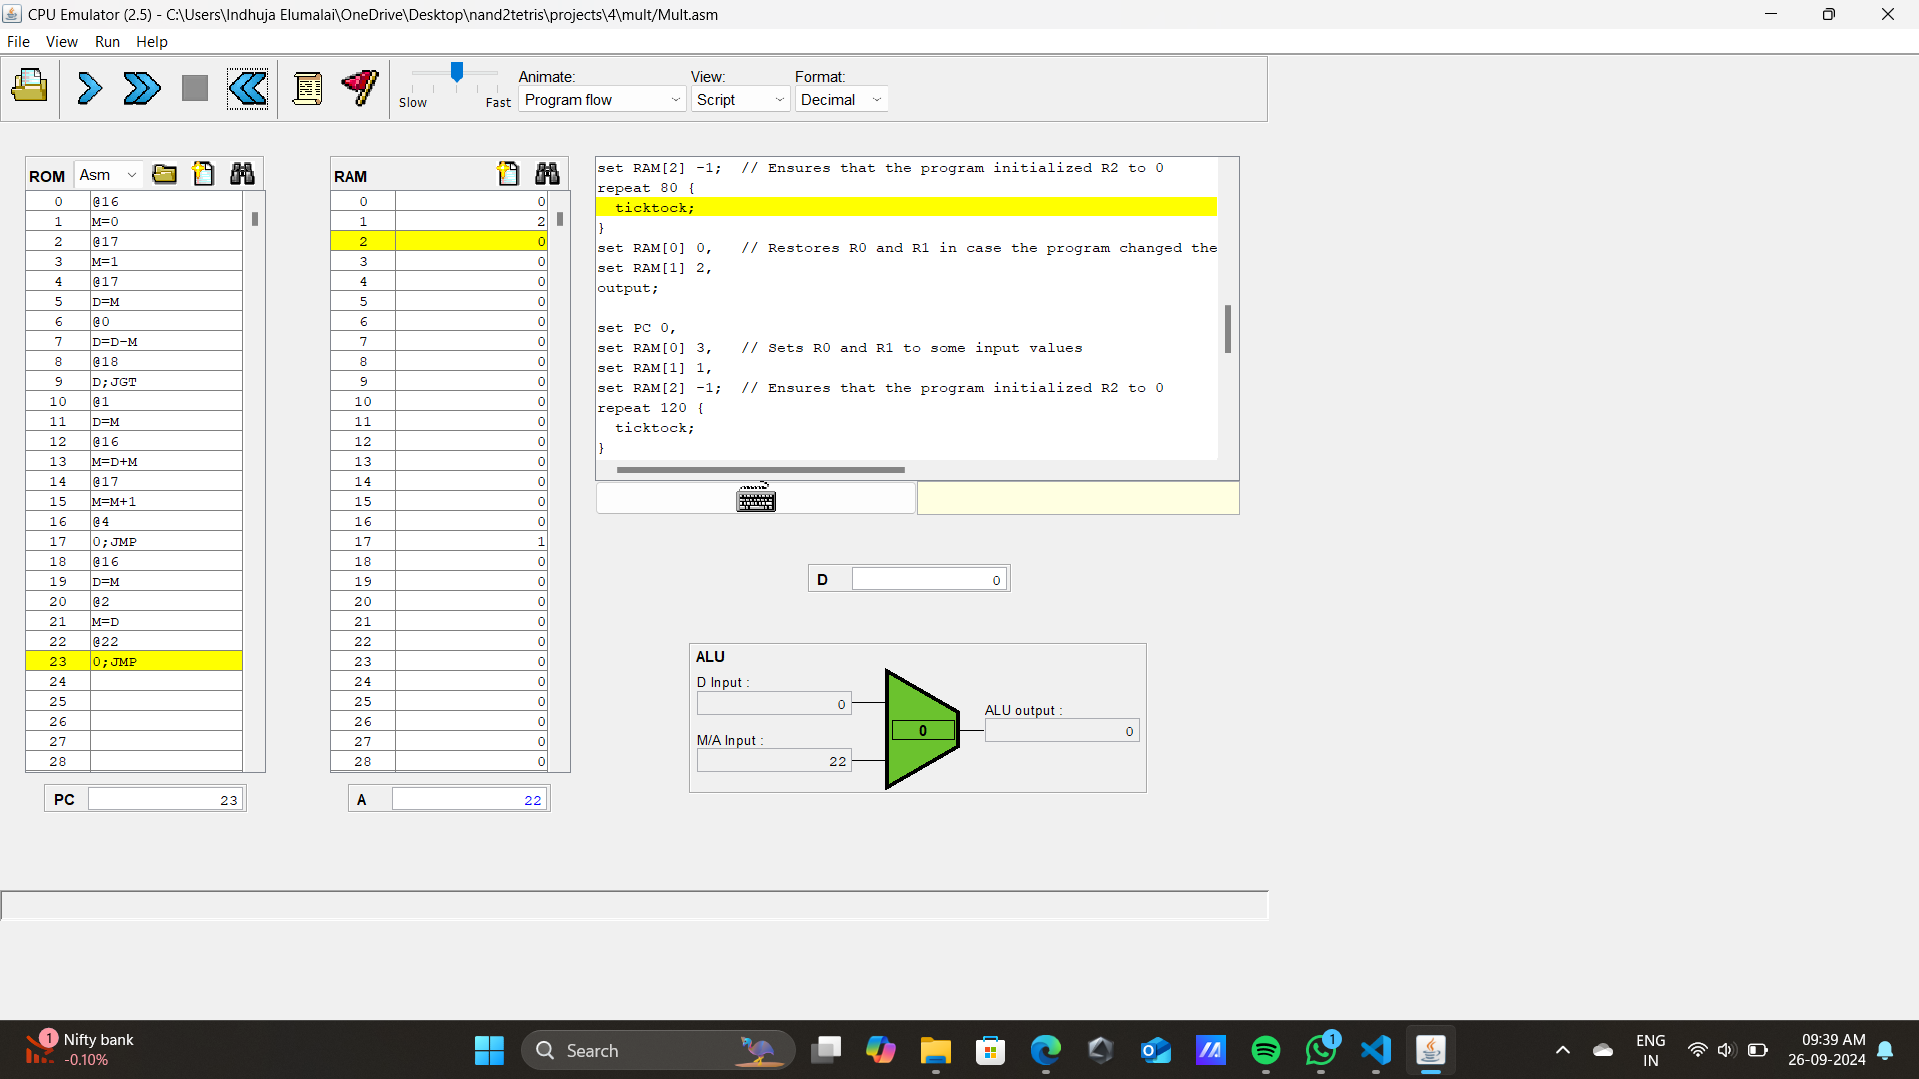 CPU Emulator (2.5) - C:\Users\Indhuja Elumalai\OneDrive\Desktop\nand2tetris\projects\4\mult/Mult.asm
File View Run Help
Slow Fast
Animate:
Program flow
View:
Script
Format:
Decimal
ROM Asm
0 @16
1 M=0
2 @17
3 M=1
4 @17
5 D=M
6 @0
7 D=D-M
8 @18
9 D;JGT
10 @1
11 D=M
12 @16
13 M=D+M
14 @17
15 M=M+1
16 @4
17 0;JMP
18 @16
19 D=M
20 @2
21 M=D
22 @22
23 0;JMP
24
25
26
27
28
PC 23
RAM
0 0
1 2
2 0
3 0
4 0
5 0
6 0
7 0
8 0
9 0
10 0
11 0
12 0
13 0
14 0
15 0
16 0
17 1
18 0
19 0
20 0
21 0
22 0
23 0
24 0
25 0
26 0
27 0
28 0
A 22
set RAM[2] -1;  // Ensures that the program initialized R2 to 0
repeat 80 {
  ticktock;
}
set RAM[0] 0,   // Restores R0 and R1 in case the program changed the
set RAM[1] 2,
output;
set PC 0,
set RAM[0] 3,   // Sets R0 and R1 to some input values
set RAM[1] 1,
set RAM[2] -1;  // Ensures that the program initialized R2 to 0
repeat 120 {
  ticktock;
}
D 0
ALU
D Input :
0
M/A Input :
22
0
ALU output :
0
1
Nifty bank
-0.10%
Search
1
ENG
IN
09:39 AM
26-09-2024